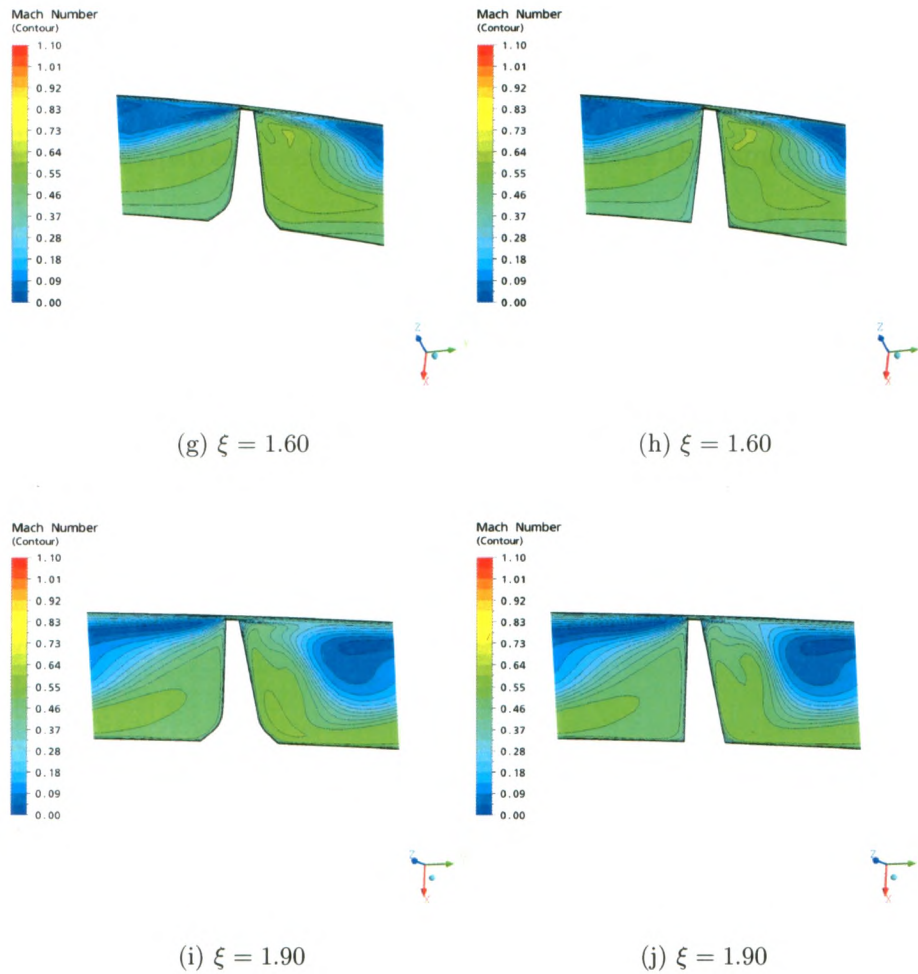 Mach Number
(Contour)
1.10
1.01
0.92
0.83
0.73
0.64
0.55
0.46
0.37
0.28
0.18
0.09
0.00
Z
X
(g) ξ = 1.60
Mach Number
(Contour)
1.10
1.01
0.92
0.83
0.73
0.64
0.55
0.46
0.37
0.28
0.18
0.09
0.00
Z
X
(h) ξ = 1.60
Mach Number
(Contour)
1.10
1.01
0.92
0.83
0.73
0.64
0.55
0.46
0.37
0.28
0.18
0.09
0.00
Z
X
(i) ξ = 1.90
Mach Number
(Contour)
1.10
1.01
0.92
0.83
0.73
0.64
0.55
0.46
0.37
0.28
0.18
0.09
0.00
Z
X
(j) ξ = 1.90